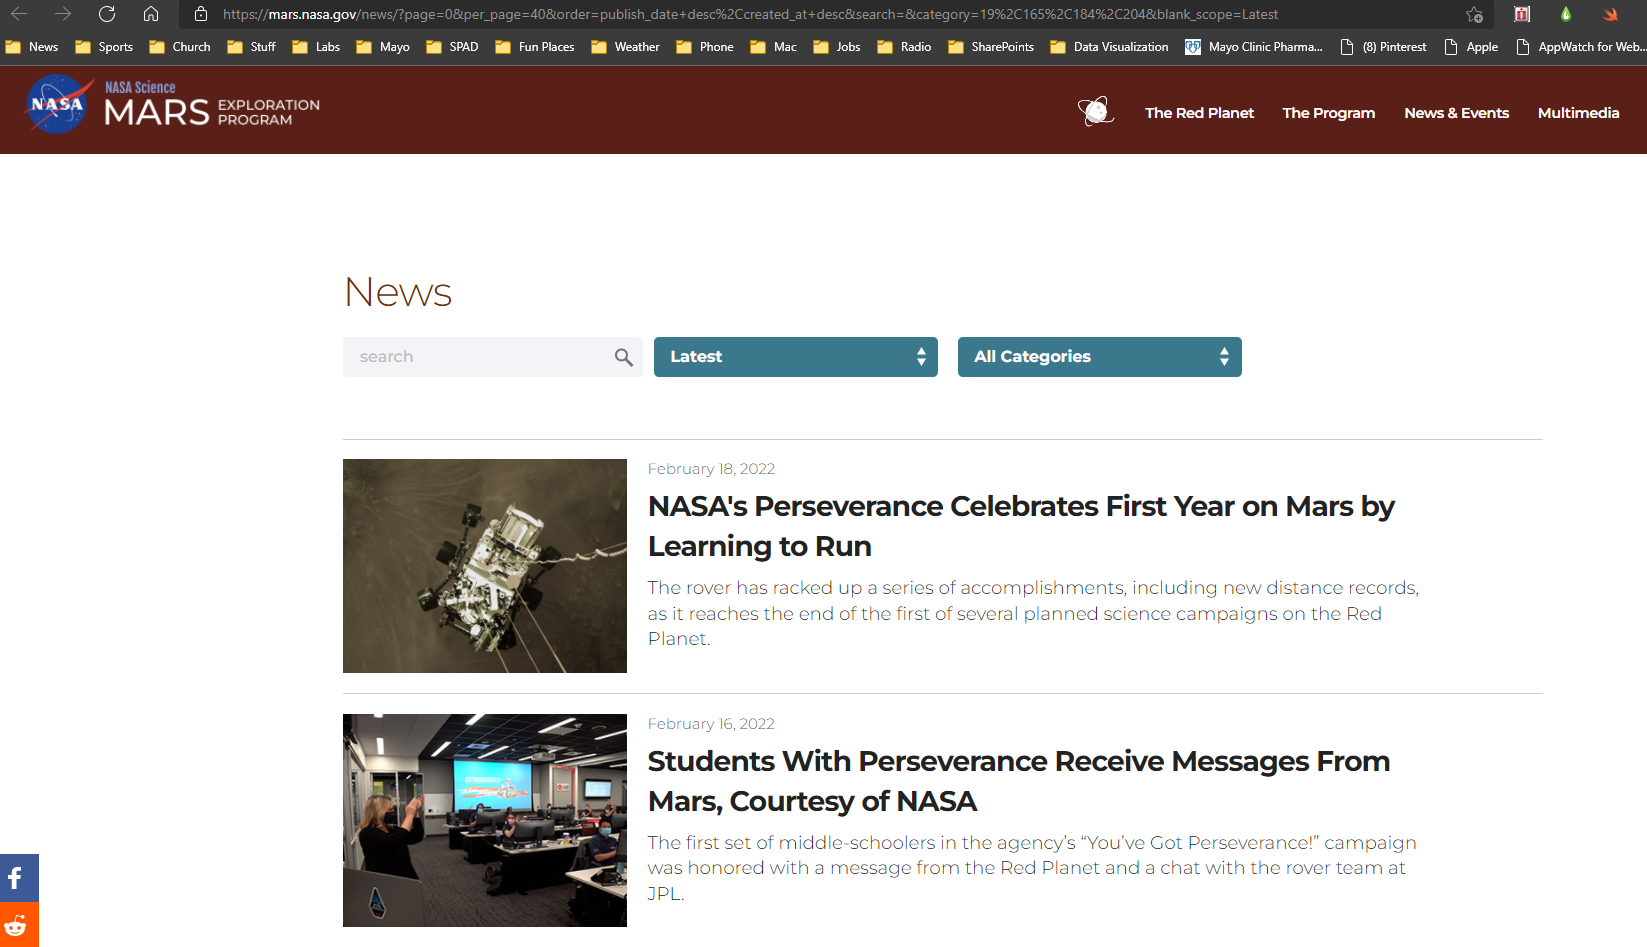 https://mars.nasa.gov/news/?page=0&per_page=40&order=publish_date+desc%2Ccreated_at+desc&search=&category=19%2C165%2C184%2C204&blank_scope=Latest
News Sports Church Stuff Labs Mayo SPAD Fun Places Weather Phone Mac Jobs Radio SharePoints Data Visualization Mayo Clinic Pharma... (8) Pinterest Apple AppWatch for Web...
NASA
NASA Science
MARS EXPLORATION PROGRAM
The Red Planet The Program News & Events Multimedia
News
search Latest All Categories
February 18, 2022
NASA's Perseverance Celebrates First Year on Mars by
Learning to Run
The rover has racked up a series of accomplishments, including new distance records,
as it reaches the end of the first of several planned science campaigns on the Red
Planet.
February 16, 2022
Students With Perseverance Receive Messages From
Mars, Courtesy of NASA
The first set of middle-schoolers in the agency’s “You’ve Got Perseverance!” campaign
was honored with a message from the Red Planet and a chat with the rover team at
JPL.